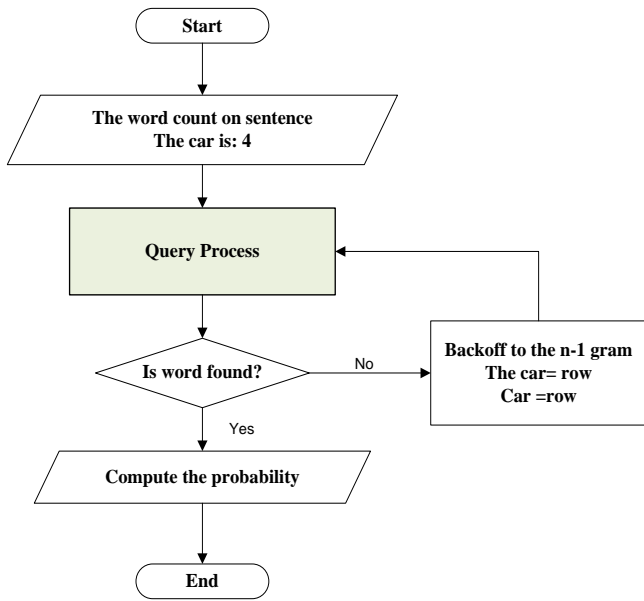 Start
The word count on sentence
The car is: 4
Query Process
Is word found?
No
Backoff to the n-1 gram
The car= row
Car =row
Yes
Compute the probability
End